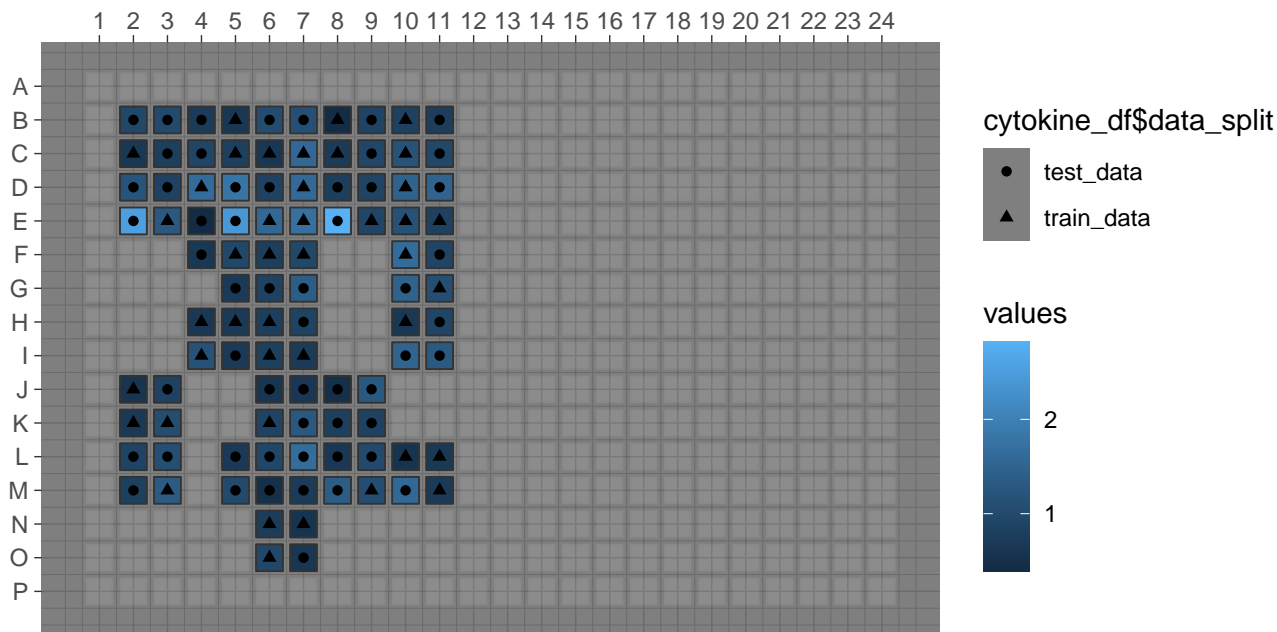 1 2 3 4 5 6 7 8 9 10 11 12 13 14 15 16 17 18 19 20 21 22 23 24
A
B
C
D
E
F
G
H
I
J
K
L
M
N
O
P
cytokine_df$data_split
test_data
train_data
values
2
1